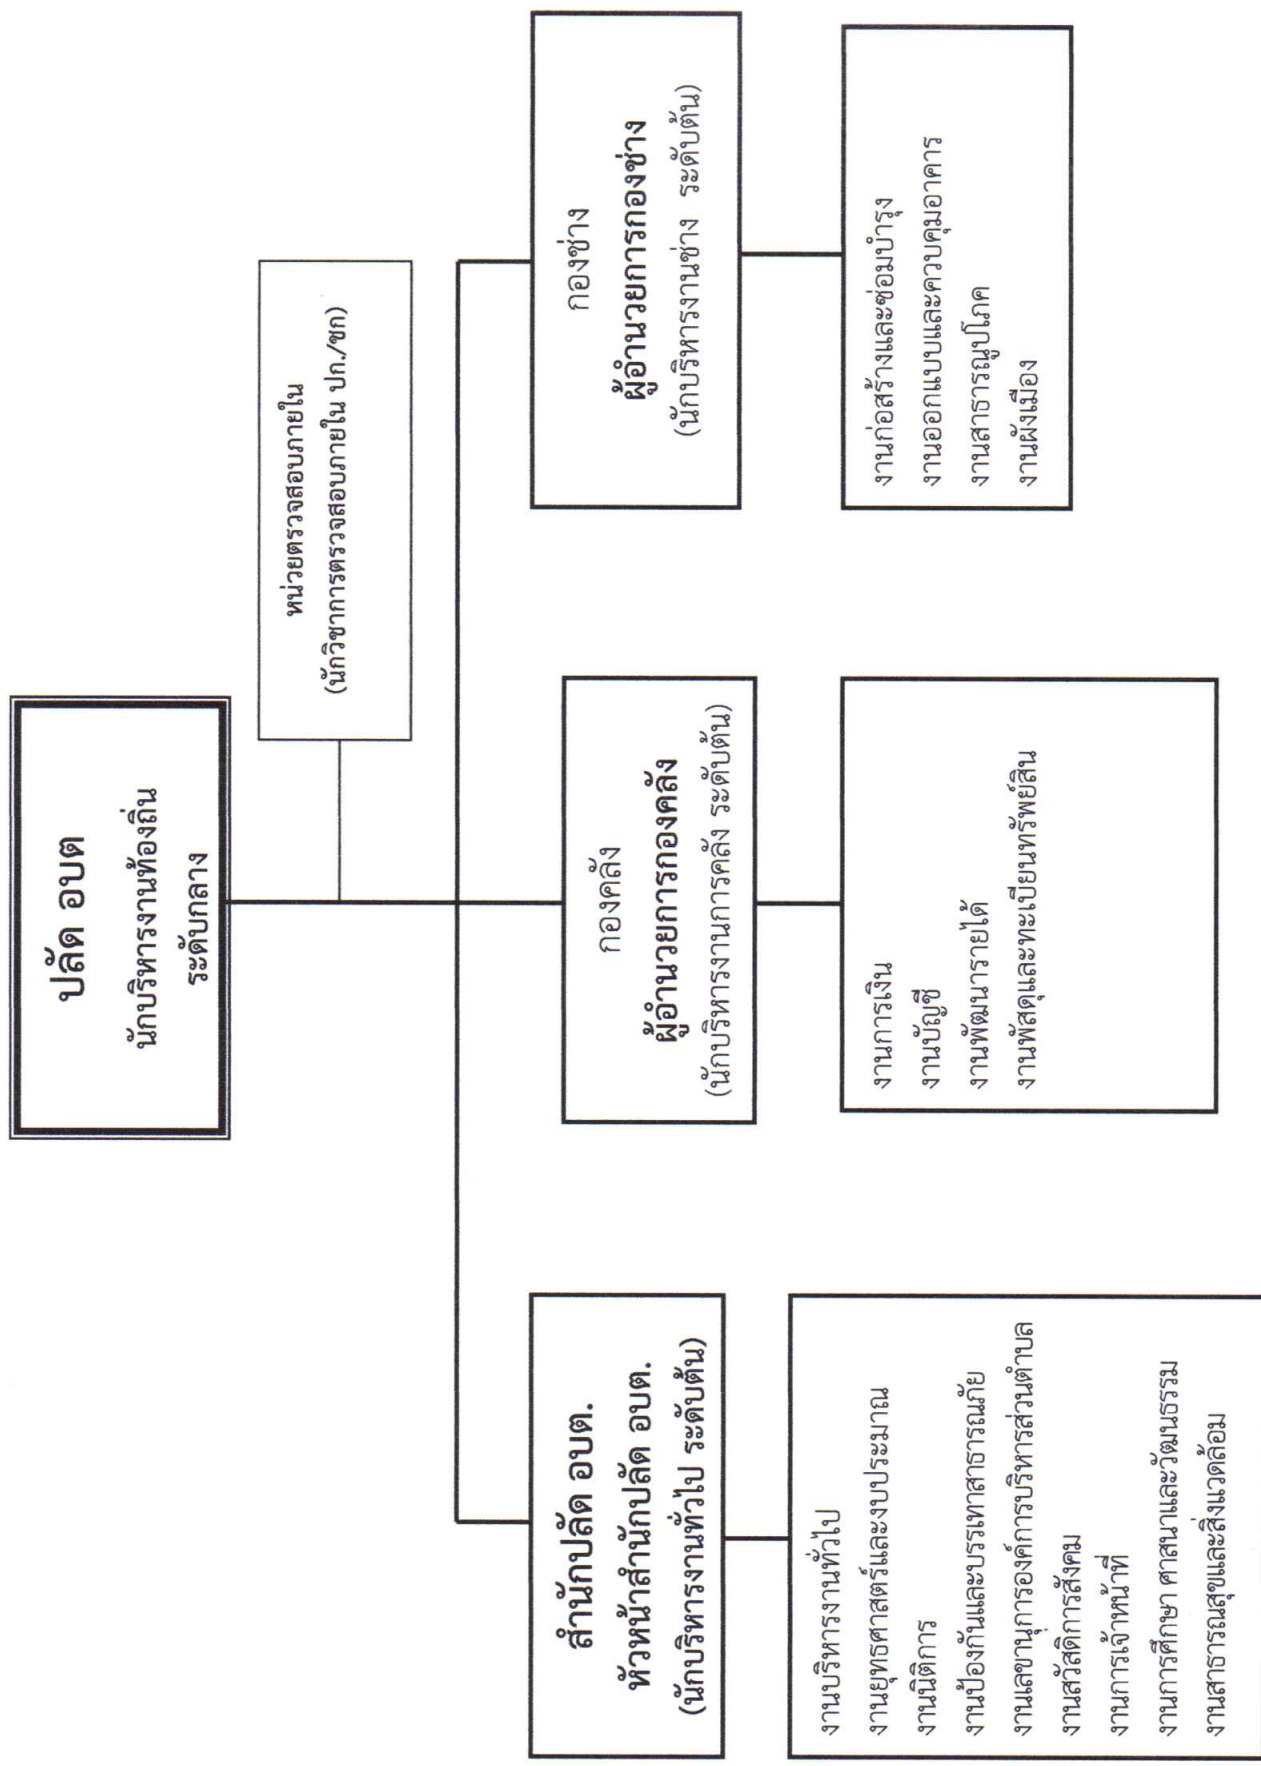 ปลัด อบต
นักบริหารงานท้องถิ่น
ระดับกลาง
หน่วยตรวจสอบภายใน
(นักวิชาการตรวจสอบภายใน ปก./ชก)
สำนักปลัด อบต.
หัวหน้าสำนักปลัด อบต.
(นักบริหารงานทั่วไป ระดับต้น)
งานบริหารงานทั่วไป
งานยุทธศาสตร์และงบประมาณ
งานนิติการ
งานป้องกันและบรรเทาสาธารณภัย
งานเลขานุการองค์การบริหารส่วนตำบล
งานสวัสดิการสังคม
งานการเจ้าหน้าที่
งานการศึกษา ศาสนาและวัฒนธรรม
งานสาธารณสุขและสิ่งแวดล้อม
กองคลัง
ผู้อำนวยการกองคลัง
(นักบริหารงานการคลัง ระดับต้น)
งานการเงิน
งานบัญชี
งานพัฒนารายได้
งานพัสดุและทะเบียนทรัพย์สิน
กองช่าง
ผู้อำนวยการกองช่าง
(นักบริหารงานช่าง ระดับต้น)
งานก่อสร้างและซ่อมบำรุง
งานออกแบบและควบคุมอาคาร
งานสาธารณูปโภค
งานผังเมือง